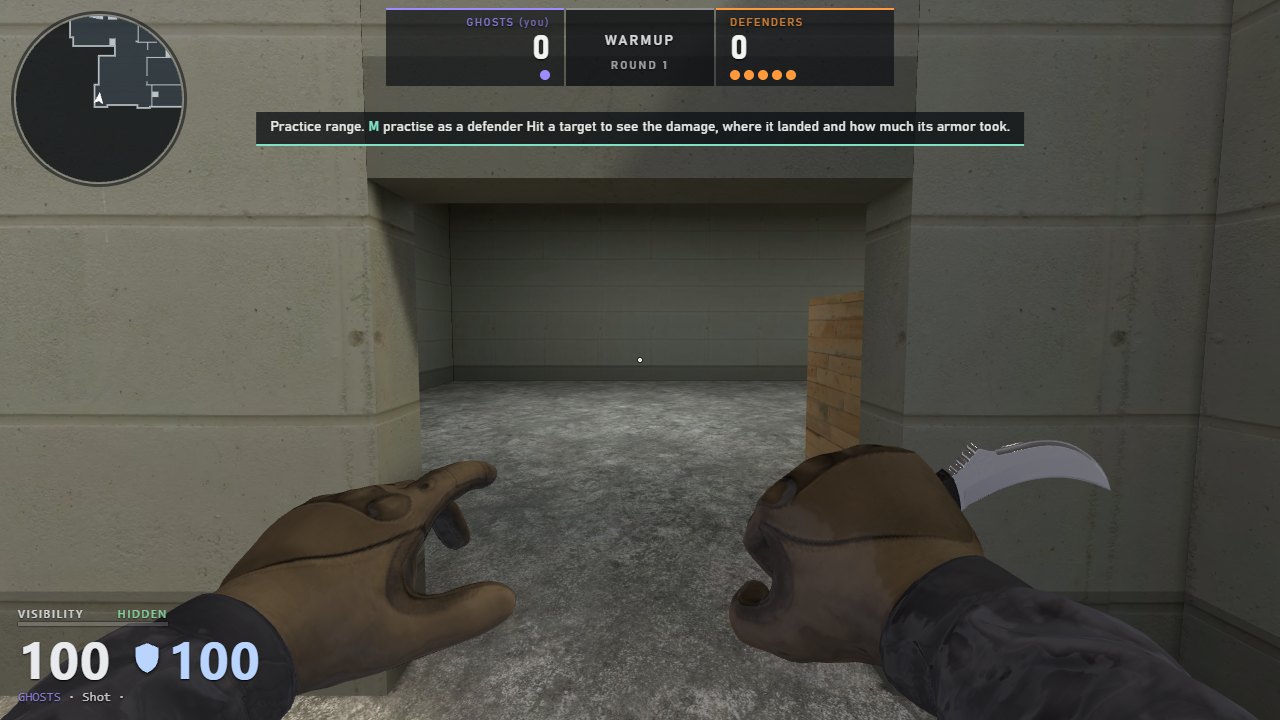 GHOSTS (you)
0
WARMUP
ROUND 1
DEFENDERS
0
Practice range. M practise as a defender Hit a target to see the damage, where it landed and how much its armor took.
VISIBILITY HIDDEN
100 100
GHOSTS · Shot ·